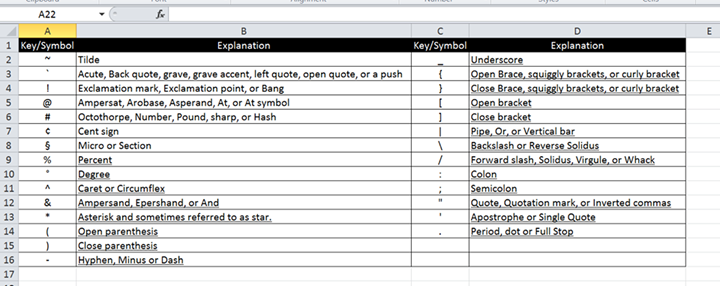 A22 fx
A B C D E
1 Key/Symbol Explanation Key/Symbol Explanation
2 ~ Tilde _ Underscore
3 ` Acute, Back quote, grave, grave accent, left quote, open quote, or a push { Open Brace, squiggly brackets, or curly bracket
4 ! Exclamation mark, Exclamation point, or Bang } Close Brace, squiggly brackets, or curly bracket
5 @ Ampersat, Arobase, Asperand, At, or At symbol [ Open bracket
6 # Octothorpe, Number, Pound, sharp, or Hash ] Close bracket
7 ¢ Cent sign | Pipe, Or, or Vertical bar
8 § Micro or Section \ Backslash or Reverse Solidus
9 % Percent / Forward slash, Solidus, Virgule, or Whack
10 ° Degree : Colon
11 ^ Caret or Circumflex ; Semicolon
12 & Ampersand, Epershand, or And " Quote, Quotation mark, or Inverted commas
13 * Asterisk and sometimes referred to as star. ' Apostrophe or Single Quote
14 ( Open parenthesis . Period, dot or Full Stop
15 ) Close parenthesis
16 - Hyphen, Minus or Dash
17